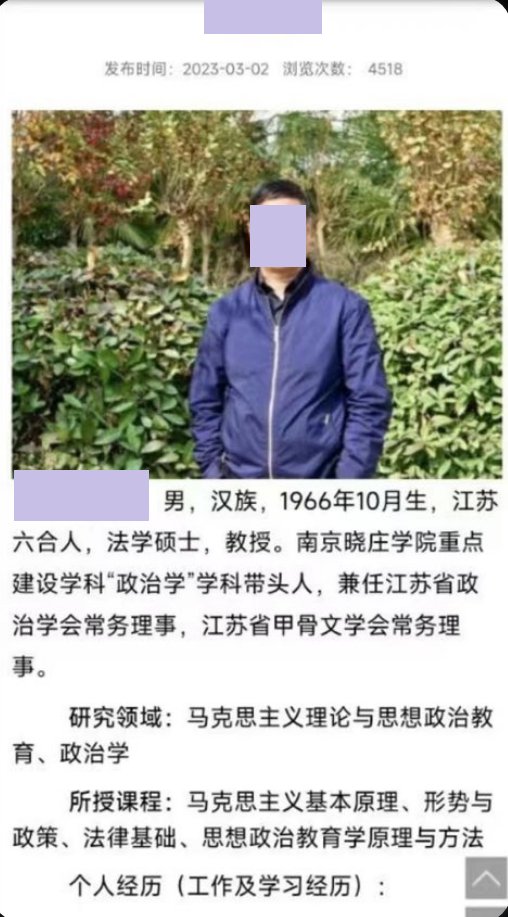 发布时间：2023-03-02 浏览次数： 4518
男，汉族，1966年10月生，江苏
六合人，法学硕士，教授。南京晓庄学院重点
建设学科“政治学”学科带头人，兼任江苏省政
治学会常务理事，江苏省甲骨文学会常务理
事。
研究领域：马克思主义理论与思想政治教
育、政治学
所授课程：马克思主义基本原理、形势与
政策、法律基础、思想政治教育学原理与方法
个人经历（工作及学习经历）：